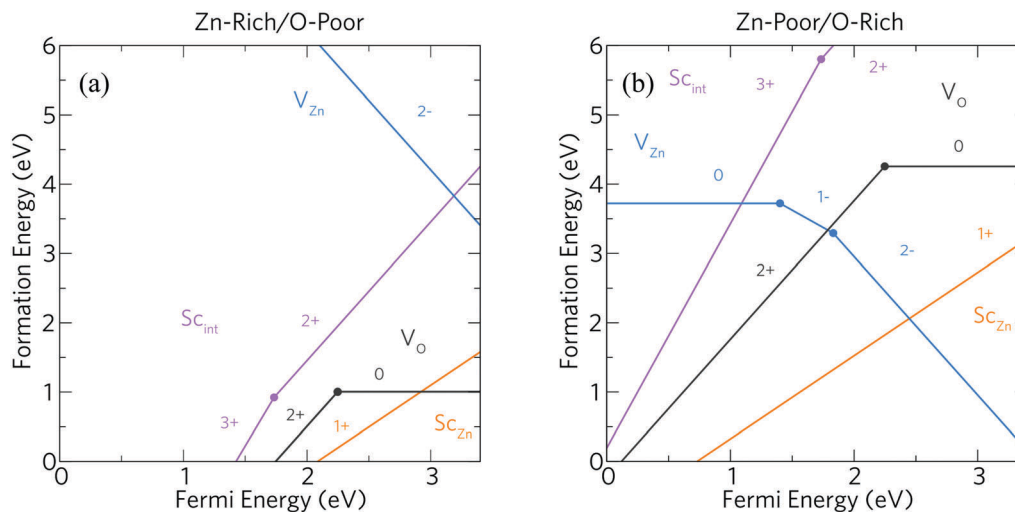 Zn-Rich/O-Poor
6
5
4
3
2
1
0
Formation Energy (eV)
(a)
V_Zn
2-
Sc_int
2+
3+
V_O
0
2+
1+
Sc_Zn
0
1
2
3
Fermi Energy (eV)
Zn-Poor/O-Rich
6
5
4
3
2
1
0
Formation Energy (eV)
(b)
Sc_int
3+
2+
V_O
0
V_Zn
0
1-
2+
2-
1+
Sc_Zn
0
1
2
3
Fermi Energy (eV)